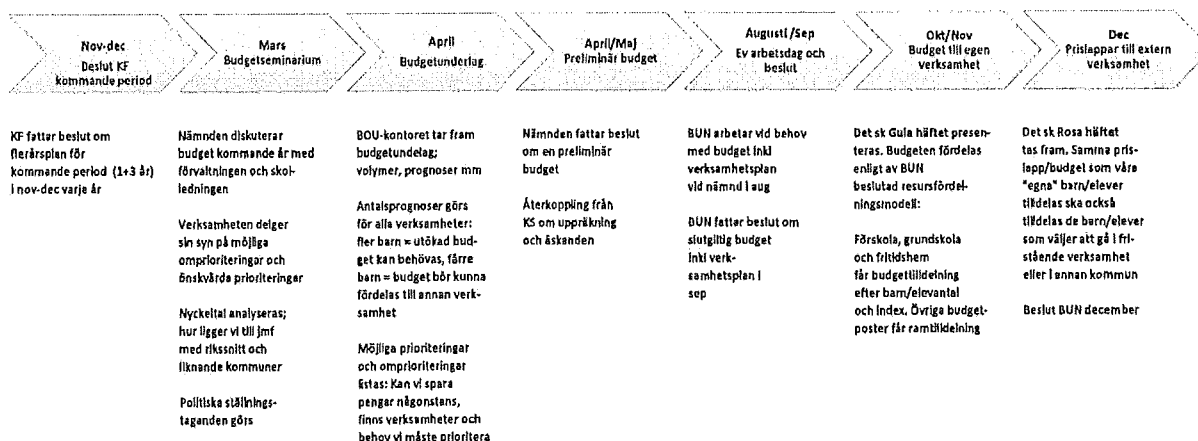 Nov-dec
Beslut KF
kommande period
Mars
Budgetseminarium
April
Budgetunderlag
April/Maj
Preliminär budget
Augusti /Sep
Ev arbetsdag och
beslut
Okt/Nov
Budget till egen
verksamhet
Dec
Prislappar till extern
verksamhet
KF fattar beslut om
flerårsplan för
kommande period (1+3 år)
i nov-dec varje år
Nämnden diskuterar
budget kommande år med
förvaltningen och skol-
ledningen
Verksamheten delger
sin syn på möjliga
omprioriteringar och
önskvärda prioriteringar
Nyckeltal analyseras;
hur ligger vi till jmf
med rikssnitt och
liknande kommuner
Politiska ställnings-
taganden görs
BOU-kontoret tar fram
budgetundelag;
volymer, prognoser mm
Antalsprognoser görs
för alla verksamheter:
fler barn = utökad bud-
get kan behövas, färre
barn = budget bör kunna
fördelas till annan verk-
samhet
Möjliga prioriteringar
och omprioriteringar
listas: Kan vi spara
pengar någonstans,
finns verksamheter och
behov vi måste prioritera
Nämnden fattar beslut
om en preliminär
budget
Återkoppling från
KS om uppräkning
och äskanden
BUN arbetar vid behov
med budget inkl
verksamhetsplan
vid nämnd i aug
BUN fattar beslut om
slutgiltig budget
inkl verk-
samhetsplan i
sep
Det sk Gula häftet presen-
teras. Budgeten fördelas
enligt av BUN
beslutad resursfördel-
ningsmodell:
Förskola, grundskola
och fritidshem
får budgettilldelning
efter barn/elevantal
och index. Övriga budget-
poster får ramtilldelning
Det sk Rosa häftet
tas fram. Samma pris-
lapp/budget som våra
"egna" barn/elever
tilldelas ska också
tilldelas de barn/elever
som väljer att gå i fri-
stående verksamhet
eller i annan kommun
Beslut BUN december